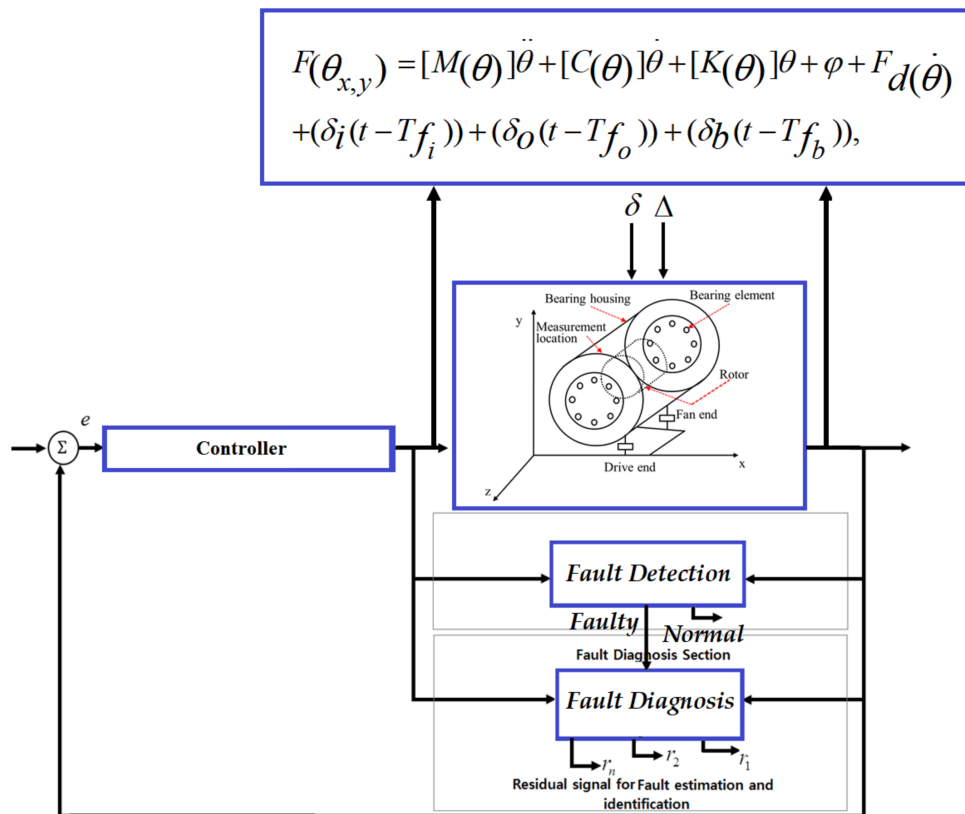 F(θx,y) = [M(θ)]θ̈ + [C(θ)]θ̇ + [K(θ)]θ + φ + Fd(θ̇)
+(δi(t − Tfi)) + (δo(t − Tfo)) + (δb(t − Tfb)),
δ Δ
Bearing housing
Bearing element
y
Measurement
location
Rotor
Fan end
Drive end
x
z
e
Σ
Controller
Fault Detection
Faulty
Normal
Fault Diagnosis Section
Fault Diagnosis
rn
r2
r1
Residual signal for Fault estimation and
identification